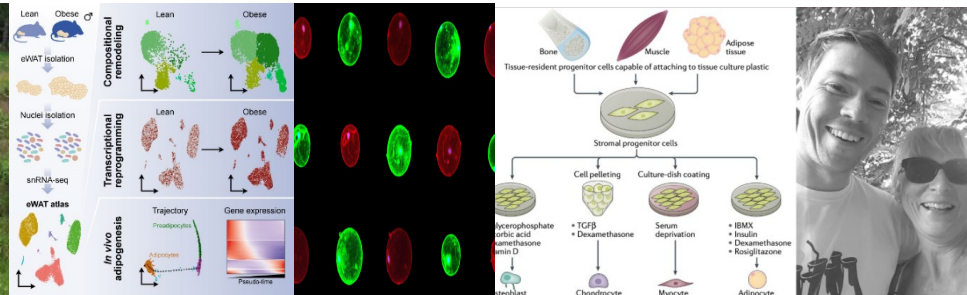 Lean Obese
eWAT isolation
Nuclei isolation
snRNA-seq
eWAT atlas
Compositional
remodeling
Lean
Obese
Transcriptional
reprogramming
Lean
Obese
In vivo
adipogenesis
Trajectory
Preadipocytes
Adipocytes
Gene expression
Pseudo-time
Bone
Muscle
Adipose
tissue
Tissue-resident progenitor cells capable of attaching to tissue culture plastic
Stromal progenitor cells
Cell pelleting
Culture-dish coating
lycerophosphate
orbic acid
xamethasone
amin D
• TGFβ
• Dexamethasone
Serum
deprivation
• IBMX
• Insulin
• Dexamethasone
• Rosiglitazone
steoblast
Chondrocyte
Myocyte
Adipocyte